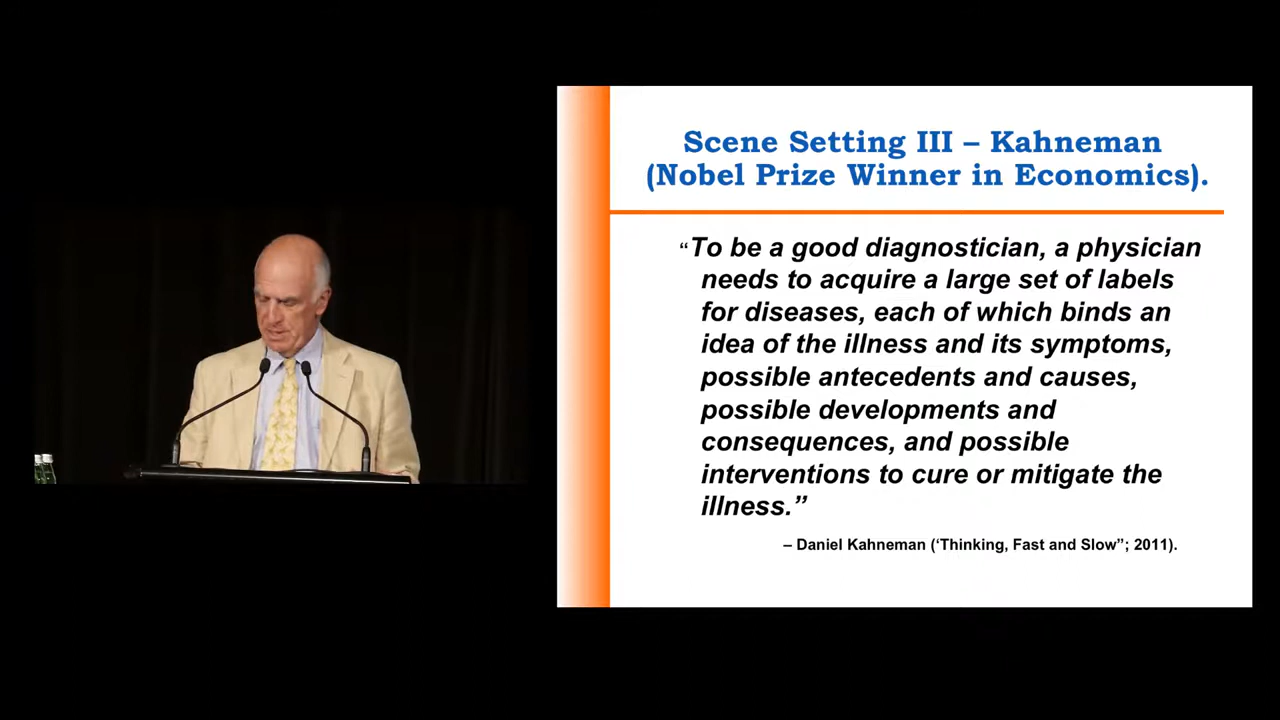 Scene Setting III – Kahneman
(Nobel Prize Winner in Economics).
“To be a good diagnostician, a physician
needs to acquire a large set of labels
for diseases, each of which binds an
idea of the illness and its symptoms,
possible antecedents and causes,
possible developments and
consequences, and possible
interventions to cure or mitigate the
illness.”
– Daniel Kahneman (‘Thinking, Fast and Slow”; 2011).